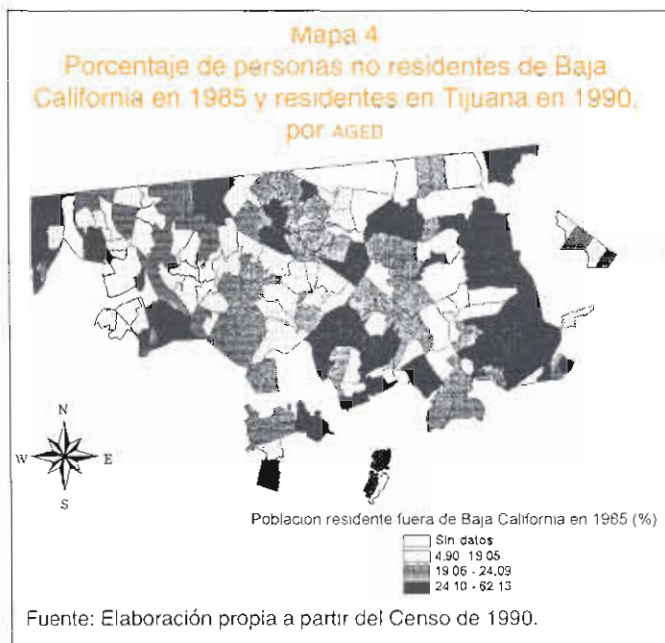 Mapa 4
Porcentaje de personas no residentes de Baja
California en 1985 y residentes en Tijuana en 1990,
por AGEB
N
W E
S
Poblacion residente fuera de Baja California en 1985 (%)
Sin datos
4.90 19.05
19.06 - 24.09
24.10 - 62.13
Fuente: Elaboración propia a partir del Censo de 1990.